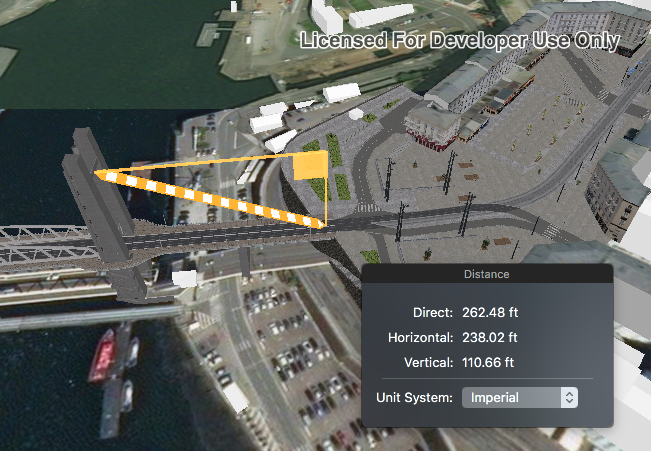 Licensed For Developer Use Only
Distance
Direct: 262.48 ft
Horizontal: 238.02 ft
Vertical: 110.66 ft
Unit System: Imperial